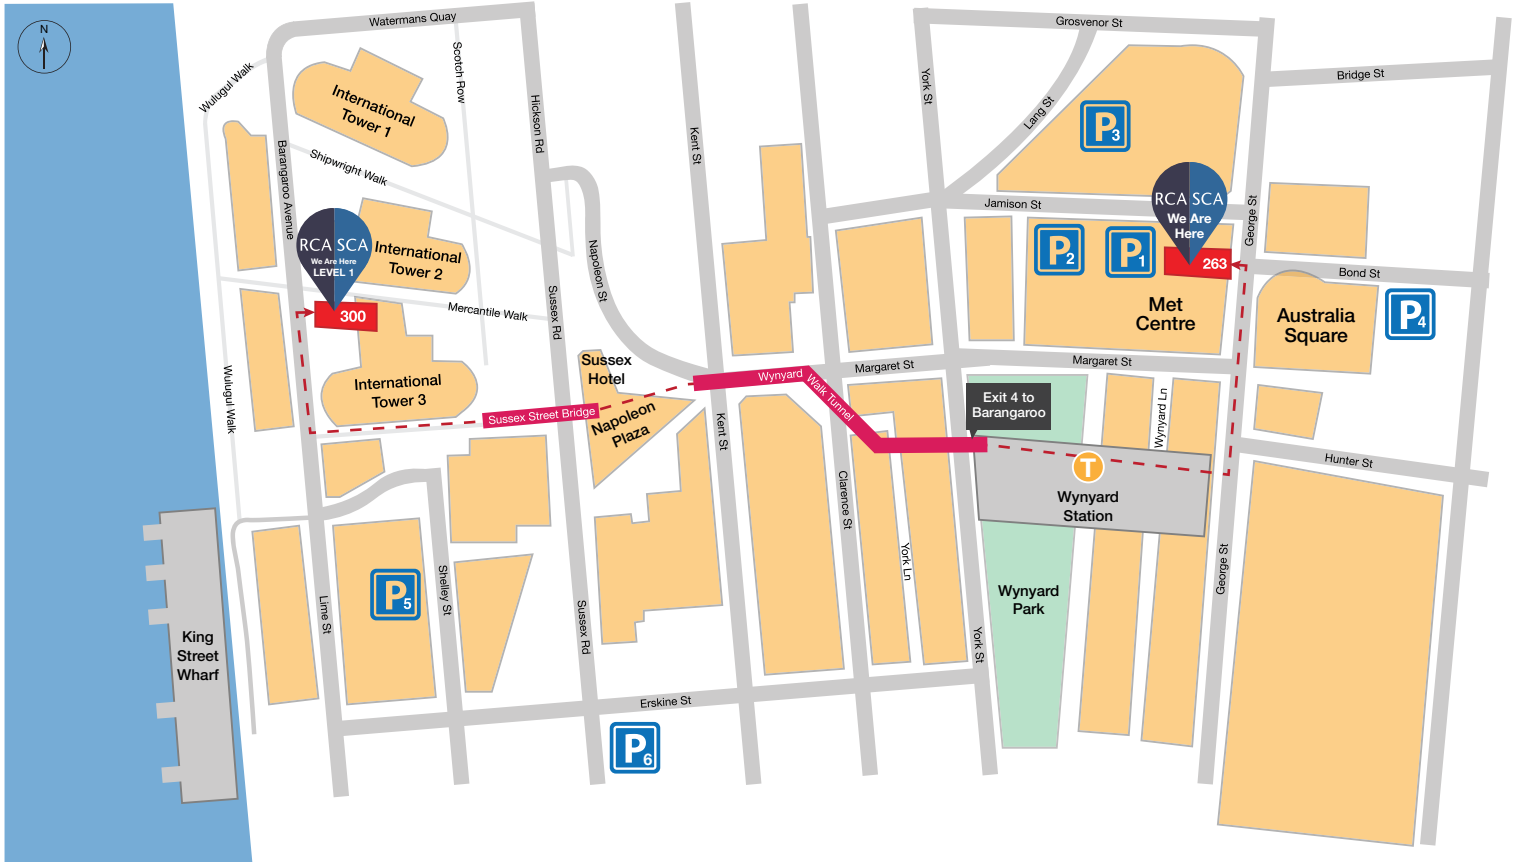 N
Watermans Quay
Grosvenor St
Bridge St
Wulugul Walk
Scotch Row
Hickson Rd
Kent St
York St
Lang St
P3
International
Tower 1
Barangaroo Avenue
Shipwright Walk
RCA SCA
We Are
Here
Jamison St
George St
RCA SCA
We Are Here
LEVEL 1
International
Tower 2
Napoleon St
P2
P1
263
Bond St
Mercantile Walk
300
Sussex Rd
Met
Centre
Australia
Square
P4
Sussex
Hotel
Margaret St
Margaret St
Wulugul Walk
International
Tower 3
Wynyard
Walk Tunnel
Exit 4 to
Barangaroo
Wynyard Ln
Sussex Street Bridge
Napoleon
Plaza
Kent St
Hunter St
T
Wynyard
Station
Clarence St
York Ln
George St
P5
Shelley St
Lime St
Sussex Rd
Wynyard
Park
York St
King
Street
Wharf
Erskine St
P6